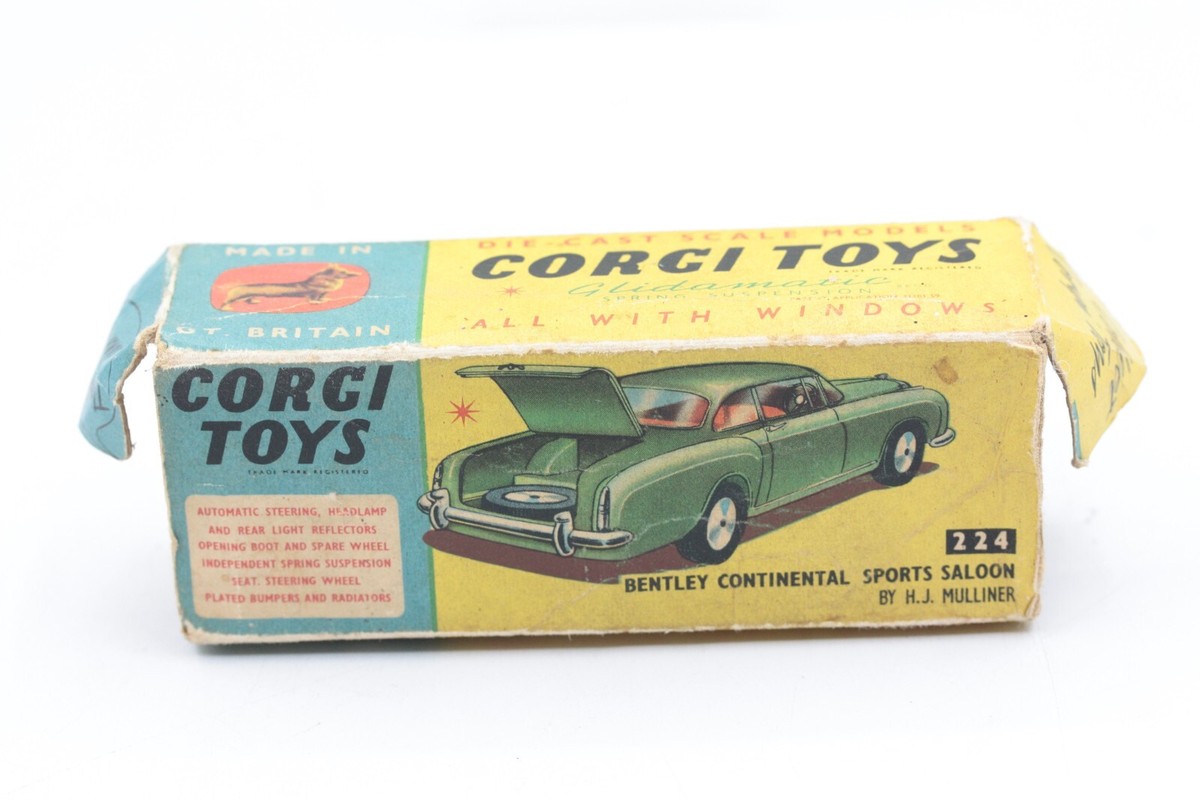 MADE IN
GT. BRITAIN
DIE-CAST SCALE MODELS
CORGI TOYS
TRADE MARK REGISTERED
Glidamatic
SPRING SUSPENSION
ALL WITH WINDOWS
CORGI
TOYS
TRADE MARK REGISTERED
AUTOMATIC STEERING, HEADLAMP
AND REAR LIGHT REFLECTORS
OPENING BOOT AND SPARE WHEEL
INDEPENDENT SPRING SUSPENSION
SEAT. STEERING WHEEL
PLATED BUMPERS AND RADIATORS
224
BENTLEY CONTINENTAL SPORTS SALOON
BY H.J. MULLINER